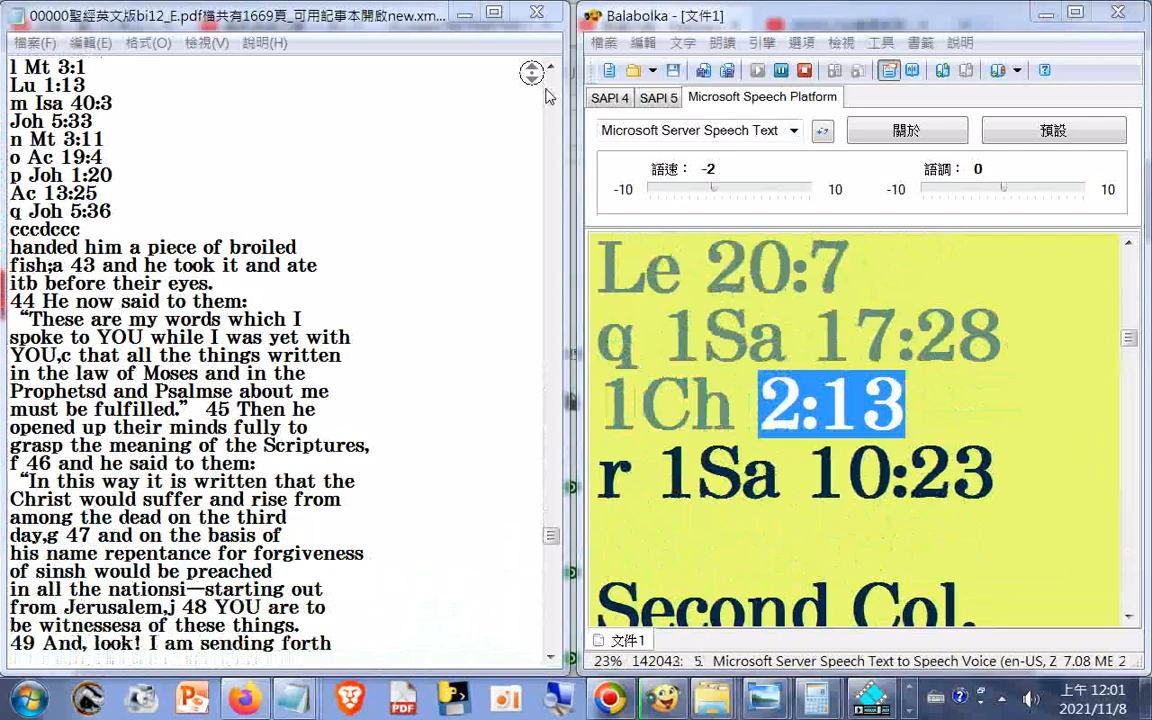 00000聖經英文版bi12_E.pdf檔共有1669頁_可用記事本開啟new.xm...
檔案(F) 編輯(E) 格式(O) 檢視(V) 說明(H)
l Mt 3:1
Lu 1:13
m Isa 40:3
Joh 5:33
n Mt 3:11
o Ac 19:4
p Joh 1:20
Ac 13:25
q Joh 5:36
cccdccc
handed him a piece of broiled
fish;a 43 and he took it and ate
itb before their eyes.
44 He now said to them:
“These are my words which I
spoke to YOU while I was yet with
YOU,c that all the things written
in the law of Moses and in the
Prophetsd and Psalmse about me
must be fulfilled.” 45 Then he
opened up their minds fully to
grasp the meaning of the Scriptures,
f 46 and he said to them:
“In this way it is written that the
Christ would suffer and rise from
among the dead on the third
day,g 47 and on the basis of
his name repentance for forgiveness
of sinsh would be preached
in all the nationsi—starting out
from Jerusalem,j 48 YOU are to
be witnessesa of these things.
49 And, look! I am sending forth
Balabolka - [文件1]
檔案 編輯 文字 朗讀 引擎 選項 檢視 工具 書籤 說明
SAPI 4 SAPI 5 Microsoft Speech Platform
Microsoft Server Speech Text 關於 預設
語速： -2 語調： 0
-10 10 -10 10
Le 20:7
q 1Sa 17:28
1Ch 2:13
r 1Sa 10:23
Second Col.
文件1
23% 142043: 5 Microsoft Server Speech Text to Speech Voice (en-US, Z 7.08 ME 2
PDF
上午 12:01
2021/11/8